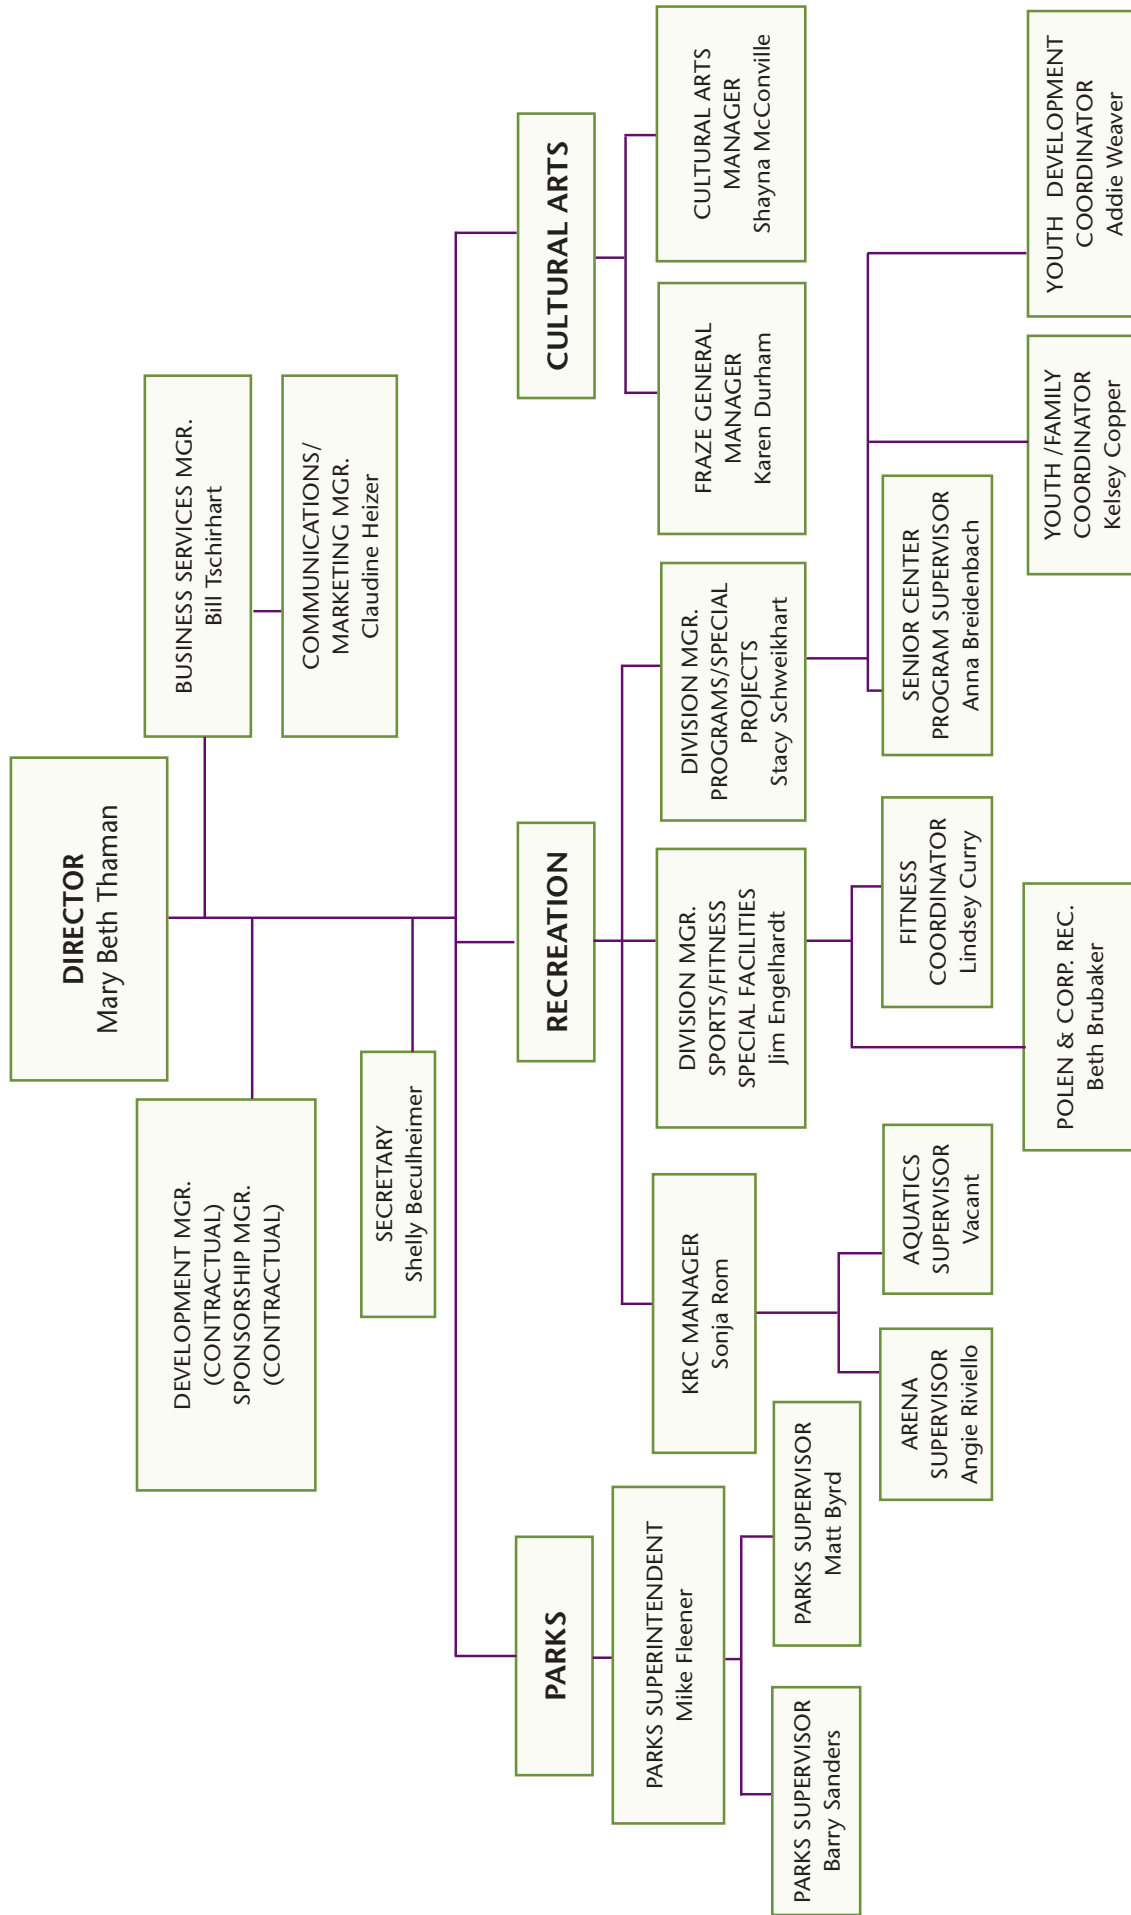 DIRECTOR
Mary Beth Thaman
BUSINESS SERVICES MGR.
Bill Tschirhart
COMMUNICATIONS/
MARKETING MGR.
Claudine Heizer
DEVELOPMENT MGR.
(CONTRACTUAL)
SPONSORSHIP MGR.
(CONTRACTUAL)
SECRETARY
Shelly Beculheimer
PARKS
RECREATION
CULTURAL ARTS
PARKS SUPERINTENDENT
Mike Fleener
PARKS SUPERVISOR
Barry Sanders
PARKS SUPERVISOR
Matt Byrd
KRC MANAGER
Sonja Rom
ARENA
SUPERVISOR
Angie Riviello
AQUATICS
SUPERVISOR
Vacant
DIVISION MGR.
SPORTS/FITNESS
SPECIAL FACILITIES
Jim Engelhardt
POLEN & CORP. REC.
Beth Brubaker
FITNESS
COORDINATOR
Lindsey Curry
DIVISION MGR.
PROGRAMS/SPECIAL
PROJECTS
Stacy Schweikhart
SENIOR CENTER
PROGRAM SUPERVISOR
Anna Breidenbach
YOUTH /FAMILY
COORDINATOR
Kelsey Copper
YOUTH  DEVELOPMENT
COORDINATOR
Addie Weaver
FRAZE GENERAL
MANAGER
Karen Durham
CULTURAL ARTS
MANAGER
Shayna McConville